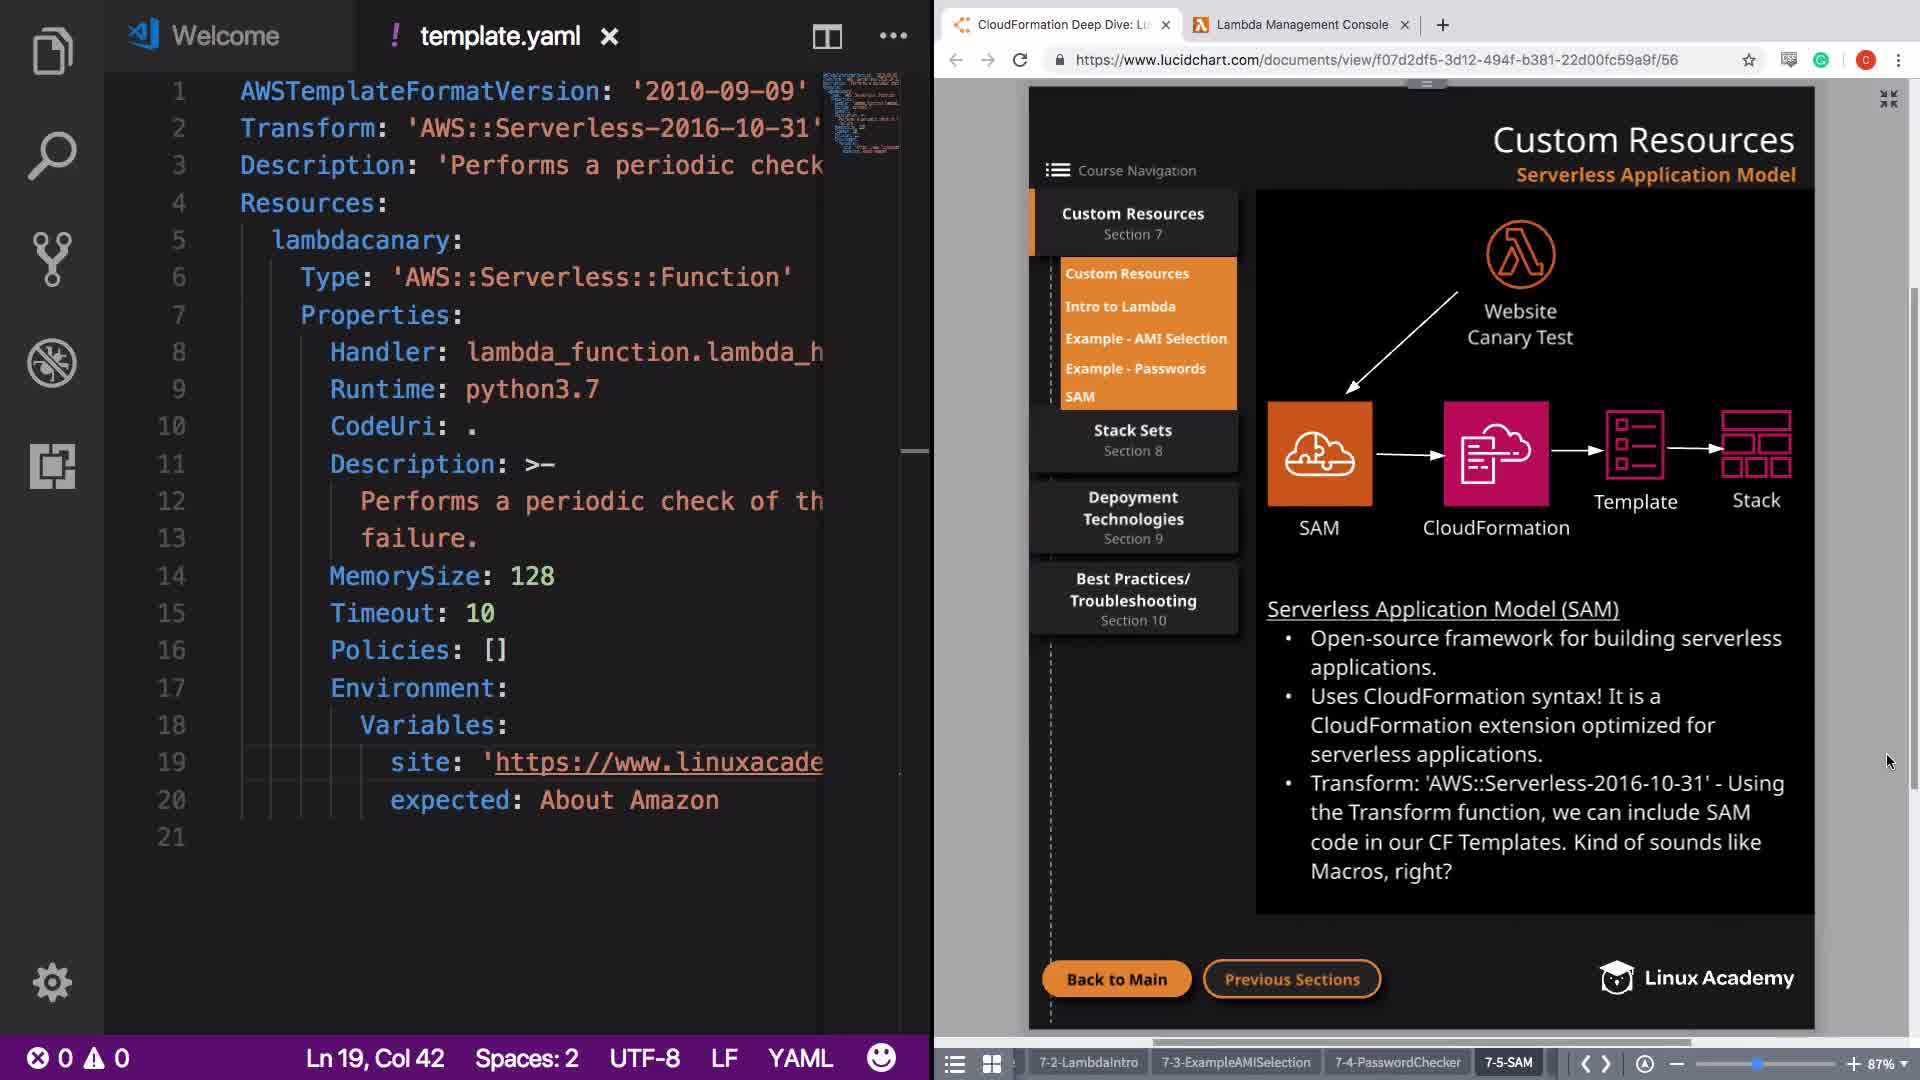 Welcome
! template.yaml
1 AWSTemplateFormatVersion: '2010-09-09'
2 Transform: 'AWS::Serverless-2016-10-31'
3 Description: 'Performs a periodic check
4 Resources:
5 lambdacanary:
6 Type: 'AWS::Serverless::Function'
7 Properties:
8 Handler: lambda_function.lambda_h
9 Runtime: python3.7
10 CodeUri: .
11 Description: >-
12 Performs a periodic check of th
13 failure.
14 MemorySize: 128
15 Timeout: 10
16 Policies: []
17 Environment:
18 Variables:
19 site: 'https://www.linuxacade
20 expected: About Amazon
21
0 0 Ln 19, Col 42 Spaces: 2 UTF-8 LF YAML
CloudFormation Deep Dive: Li
Lambda Management Console
https://www.lucidchart.com/documents/view/f07d2df5-3d12-494f-b381-22d00fc59a9f/56
C
Custom Resources
Serverless Application Model
Course Navigation
Custom Resources
Section 7
Custom Resources
Intro to Lambda
Example - AMI Selection
Example - Passwords
SAM
Stack Sets
Section 8
Depoyment
Technologies
Section 9
Best Practices/
Troubleshooting
Section 10
Website
Canary Test
SAM
CloudFormation
Template
Stack
Serverless Application Model (SAM)
• Open-source framework for building serverless
applications.
• Uses CloudFormation syntax! It is a
CloudFormation extension optimized for
serverless applications.
• Transform: 'AWS::Serverless-2016-10-31' - Using
the Transform function, we can include SAM
code in our CF Templates. Kind of sounds like
Macros, right?
Back to Main
Previous Sections
Linux Academy
7-2-LambdaIntro
7-3-ExampleAMISelection
7-4-PasswordChecker
7-5-SAM
87%